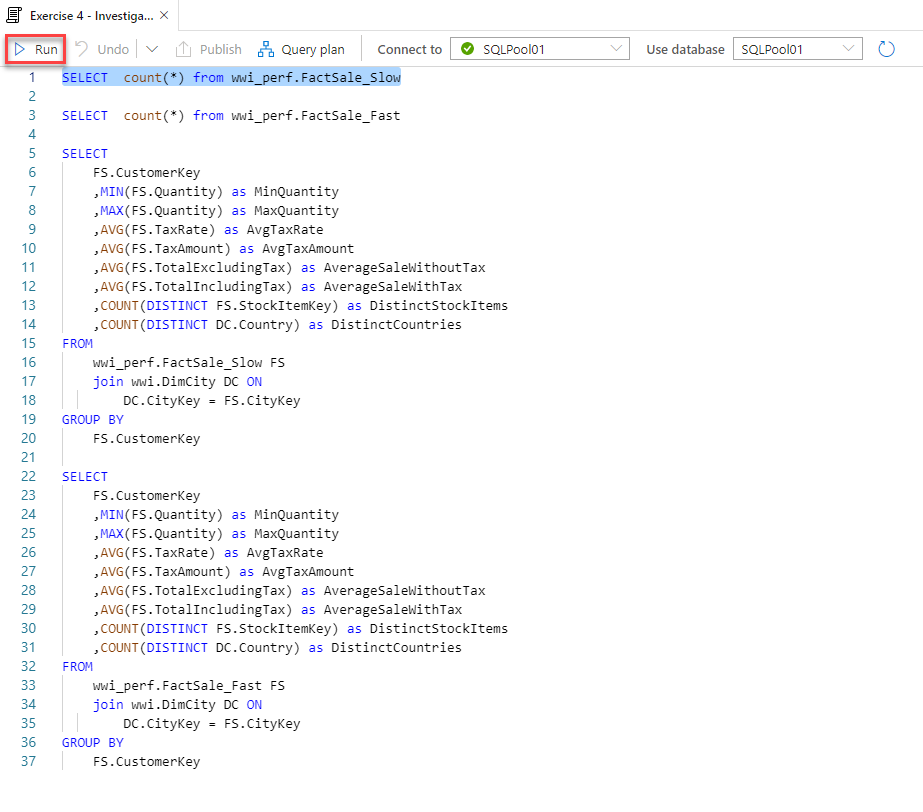 Exercise 4 - Investiga...
Run Undo Publish Query plan Connect to SQLPool01 Use database SQLPool01
1 SELECT  count(*) from wwi_perf.FactSale_Slow
2
3 SELECT  count(*) from wwi_perf.FactSale_Fast
4
5 SELECT
6     FS.CustomerKey
7     ,MIN(FS.Quantity) as MinQuantity
8     ,MAX(FS.Quantity) as MaxQuantity
9     ,AVG(FS.TaxRate) as AvgTaxRate
10     ,AVG(FS.TaxAmount) as AvgTaxAmount
11     ,AVG(FS.TotalExcludingTax) as AverageSaleWithoutTax
12     ,AVG(FS.TotalIncludingTax) as AverageSaleWithTax
13     ,COUNT(DISTINCT FS.StockItemKey) as DistinctStockItems
14     ,COUNT(DISTINCT DC.Country) as DistinctCountries
15 FROM
16     wwi_perf.FactSale_Slow FS
17     join wwi.DimCity DC ON
18         DC.CityKey = FS.CityKey
19 GROUP BY
20     FS.CustomerKey
21
22 SELECT
23     FS.CustomerKey
24     ,MIN(FS.Quantity) as MinQuantity
25     ,MAX(FS.Quantity) as MaxQuantity
26     ,AVG(FS.TaxRate) as AvgTaxRate
27     ,AVG(FS.TaxAmount) as AvgTaxAmount
28     ,AVG(FS.TotalExcludingTax) as AverageSaleWithoutTax
29     ,AVG(FS.TotalIncludingTax) as AverageSaleWithTax
30     ,COUNT(DISTINCT FS.StockItemKey) as DistinctStockItems
31     ,COUNT(DISTINCT DC.Country) as DistinctCountries
32 FROM
33     wwi_perf.FactSale_Fast FS
34     join wwi.DimCity DC ON
35         DC.CityKey = FS.CityKey
36 GROUP BY
37     FS.CustomerKey